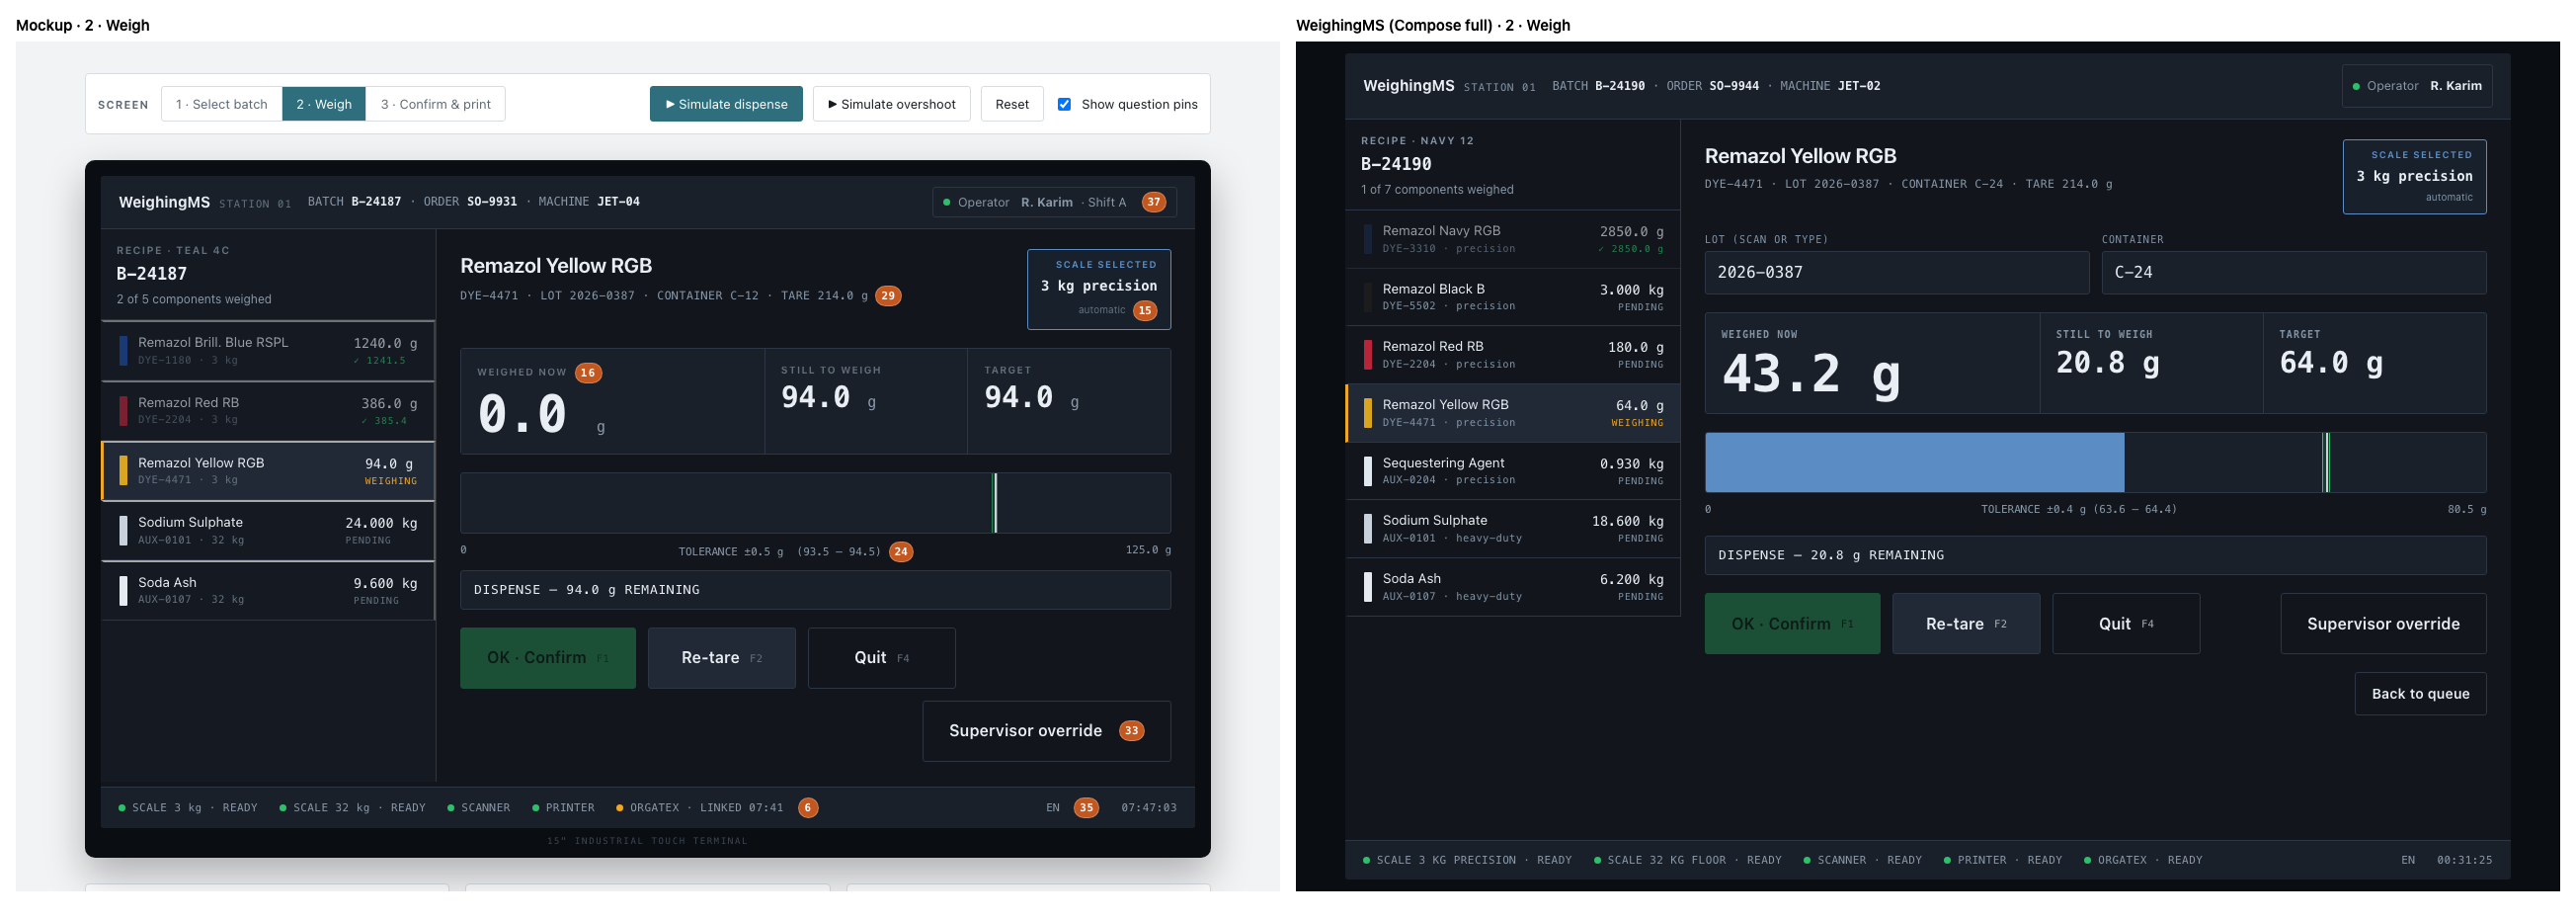 Mockup · 2 · Weigh
SCREEN 1 · Select batch 2 · Weigh 3 · Confirm & print ▶ Simulate dispense ▶ Simulate overshoot Reset Show question pins
WeighingMS STATION 01 BATCH B–24187 · ORDER SO–9931 · MACHINE JET–04 Operator R. Karim · Shift A 37
RECIPE · TEAL 4C
B–24187
2 of 5 components weighed
Remazol Brill. Blue RSPL 1240.0 g
DYE–1180 · 3 kg ✓ 1241.5
Remazol Red RB 386.0 g
DYE–2204 · 3 kg ✓ 385.4
Remazol Yellow RGB 94.0 g
DYE–4471 · 3 kg WEIGHING
Sodium Sulphate 24.000 kg
AUX–0101 · 32 kg PENDING
Soda Ash 9.600 kg
AUX–0107 · 32 kg PENDING
Remazol Yellow RGB
DYE–4471 · LOT 2026–0387 · CONTAINER C–12 · TARE 214.0 g 29
SCALE SELECTED
3 kg precision
automatic 15
WEIGHED NOW 16
0.0 g
STILL TO WEIGH
94.0 g
TARGET
94.0 g
0 TOLERANCE ±0.5 g (93.5 – 94.5) 24 125.0 g
DISPENSE – 94.0 g REMAINING
OK · Confirm F1 Re-tare F2 Quit F4
Supervisor override 33
SCALE 3 kg · READY SCALE 32 kg · READY SCANNER PRINTER ORGATEX · LINKED 07:41 6 EN 35 07:47:03
15" INDUSTRIAL TOUCH TERMINAL
WeighingMS (Compose full) · 2 · Weigh
WeighingMS STATION 01 BATCH B–24190 · ORDER SO–9944 · MACHINE JET–02 Operator R. Karim
RECIPE · NAVY 12
B–24190
1 of 7 components weighed
Remazol Navy RGB 2850.0 g
DYE–3310 · precision ✓ 2850.0 g
Remazol Black B 3.000 kg
DYE–5502 · precision PENDING
Remazol Red RB 180.0 g
DYE–2204 · precision PENDING
Remazol Yellow RGB 64.0 g
DYE–4471 · precision WEIGHING
Sequestering Agent 0.930 kg
AUX–0204 · precision PENDING
Sodium Sulphate 18.600 kg
AUX–0101 · heavy–duty PENDING
Soda Ash 6.200 kg
AUX–0107 · heavy–duty PENDING
Remazol Yellow RGB
DYE–4471 · LOT 2026–0387 · CONTAINER C–24 · TARE 214.0 g
SCALE SELECTED
3 kg precision
automatic
LOT (SCAN OR TYPE) CONTAINER
2026–0387 C–24
WEIGHED NOW
43.2 g
STILL TO WEIGH
20.8 g
TARGET
64.0 g
0 TOLERANCE ±0.4 g (63.6 – 64.4) 80.5 g
DISPENSE – 20.8 g REMAINING
OK · Confirm F1 Re-tare F2 Quit F4 Supervisor override
Back to queue
SCALE 3 KG PRECISION · READY SCALE 32 KG FLOOR · READY SCANNER · READY PRINTER · READY ORGATEX · READY EN 00:31:25